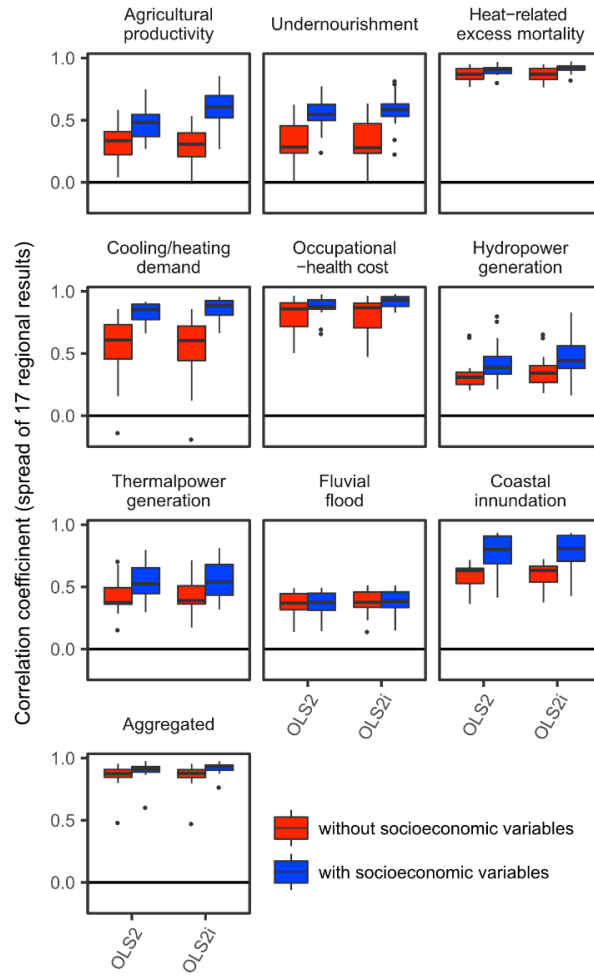 Agricultural
productivity
Undernourishment
Heat−related
excess mortality
1.0
0.5
0.0
Cooling/heating
demand
Occupational
−health cost
Hydropower
generation
1.0
0.5
0.0
Thermalpower
generation
Fluvial
flood
Coastal
innundation
1.0
0.5
0.0
OLS2
OLS2i
OLS2
OLS2i
Aggregated
1.0
0.5
0.0
OLS2
OLS2i
Correlation coefficinent (spread of 17 regional results)
without socioeconomic variables
with socioeconomic variables